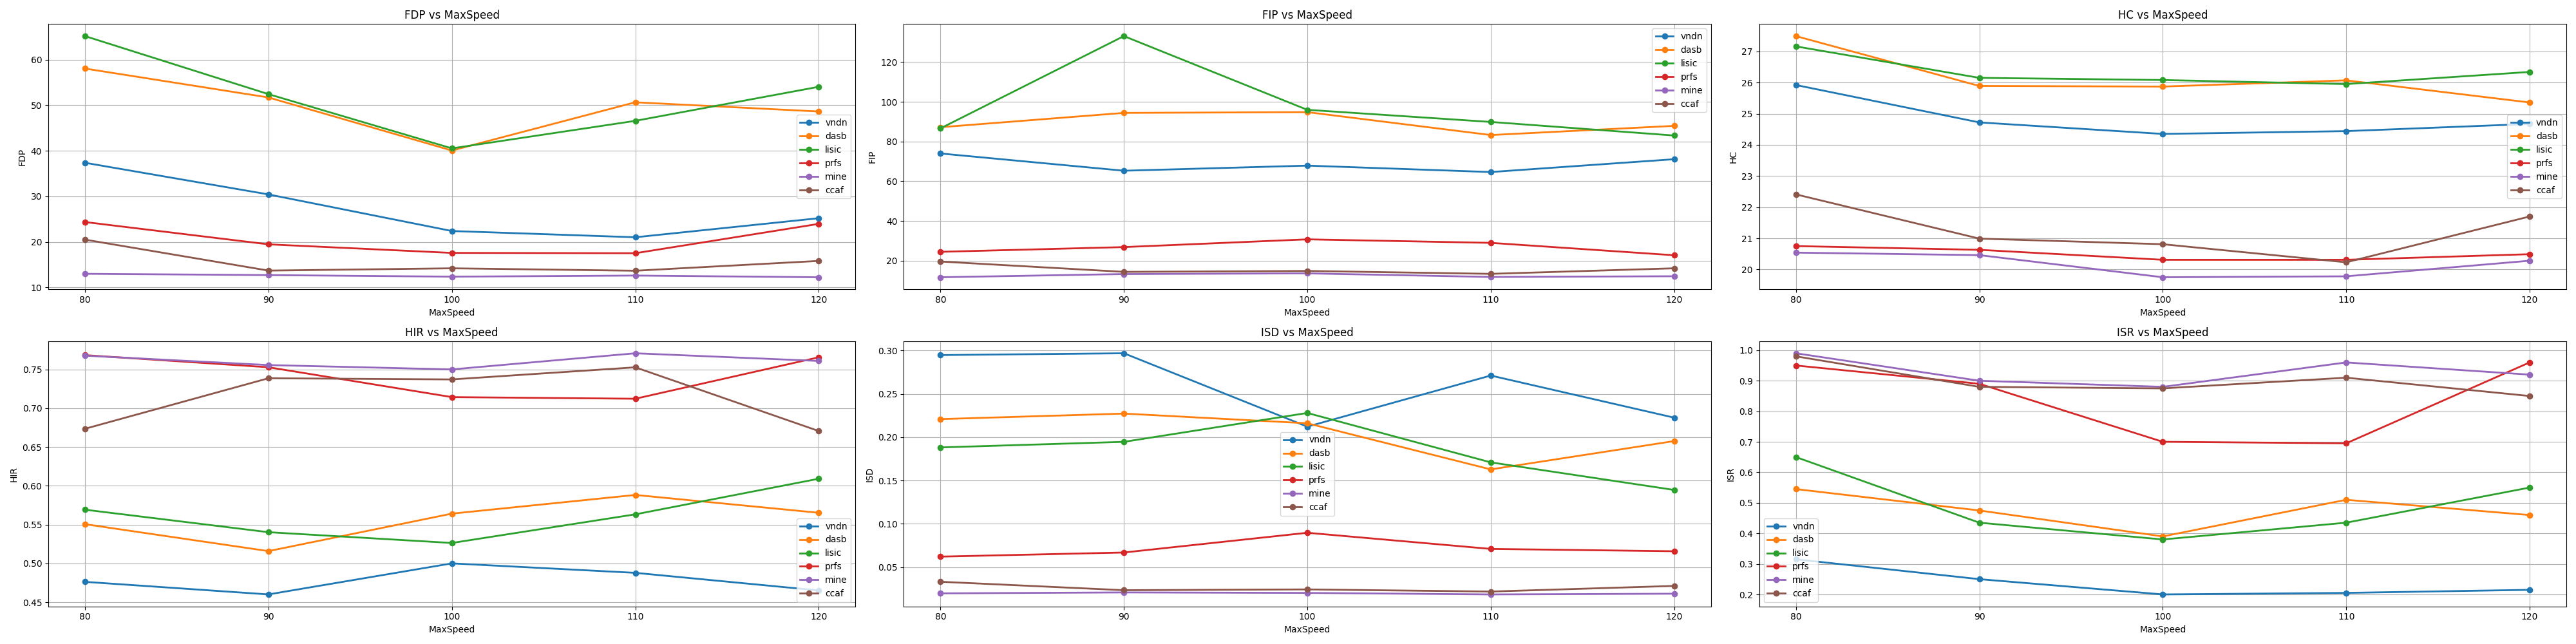 FDP vs MaxSpeed
FDP
60
50
40
30
20
10
80 90 100 110 120
MaxSpeed
vndn
dasb
lisic
prfs
mine
ccaf
FIP vs MaxSpeed
FIP
120
100
80
60
40
20
80 90 100 110 120
MaxSpeed
vndn
dasb
lisic
prfs
mine
ccaf
HC vs MaxSpeed
HC
27
26
25
24
23
22
21
20
80 90 100 110 120
MaxSpeed
vndn
dasb
lisic
prfs
mine
ccaf
HIR vs MaxSpeed
HIR
0.75
0.70
0.65
0.60
0.55
0.50
0.45
80 90 100 110 120
MaxSpeed
vndn
dasb
lisic
prfs
mine
ccaf
ISD vs MaxSpeed
ISD
0.30
0.25
0.20
0.15
0.10
0.05
80 90 100 110 120
MaxSpeed
vndn
dasb
lisic
prfs
mine
ccaf
ISR vs MaxSpeed
ISR
1.0
0.9
0.8
0.7
0.6
0.5
0.4
0.3
0.2
80 90 100 110 120
MaxSpeed
vndn
dasb
lisic
prfs
mine
ccaf